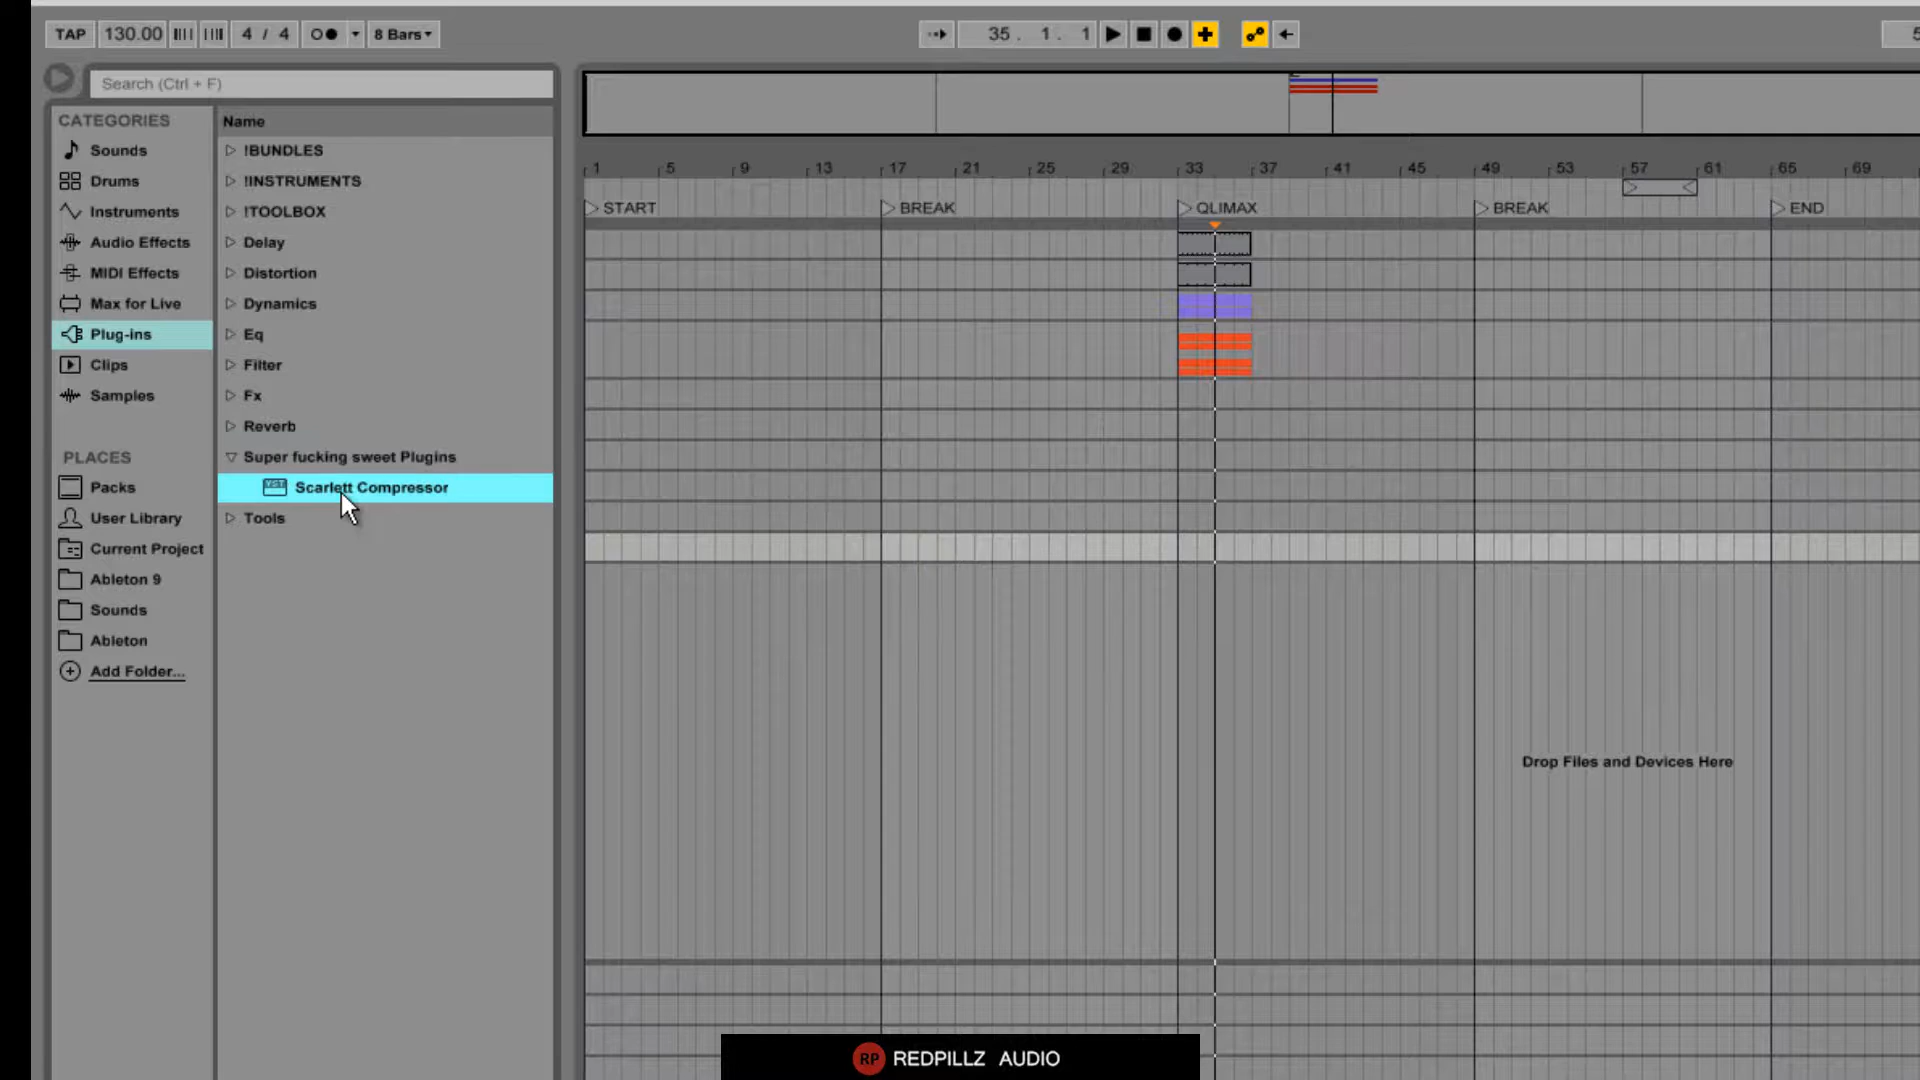 TAP 130.00 4 / 4 8 Bars
35 . 1 . 1
5
Search (Ctrl + F)
CATEGORIES
Sounds
Drums
Instruments
Audio Effects
MIDI Effects
Max for Live
Plug-ins
Clips
Samples
PLACES
Packs
User Library
Current Project
Ableton 9
Sounds
Ableton
Add Folder...
Name
!BUNDLES
!INSTRUMENTS
!TOOLBOX
Delay
Distortion
Dynamics
Eq
Filter
Fx
Reverb
Super fucking sweet Plugins
VST Scarlett Compressor
Tools
1 5 9 13 17 21 25 29 33 37 41 45 49 53 57 61 65 69
START BREAK QLIMAX BREAK END
Drop Files and Devices Here
RP REDPILLZ AUDIO